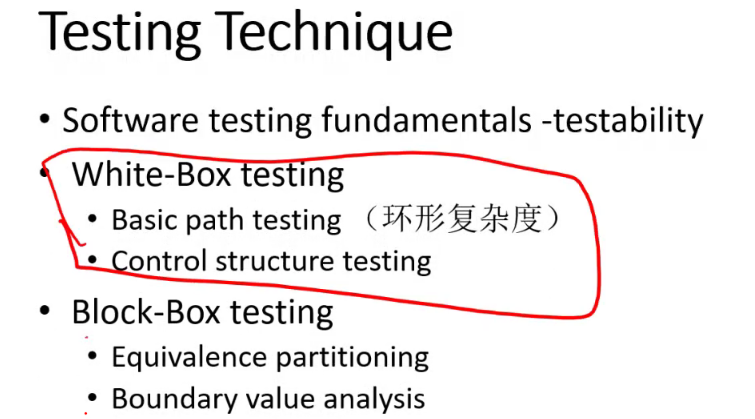 Testing Technique
• Software testing fundamentals -testability
• White-Box testing
• Basic path testing （环形复杂度）
• Control structure testing
• Block-Box testing
• Equivalence partitioning
• Boundary value analysis